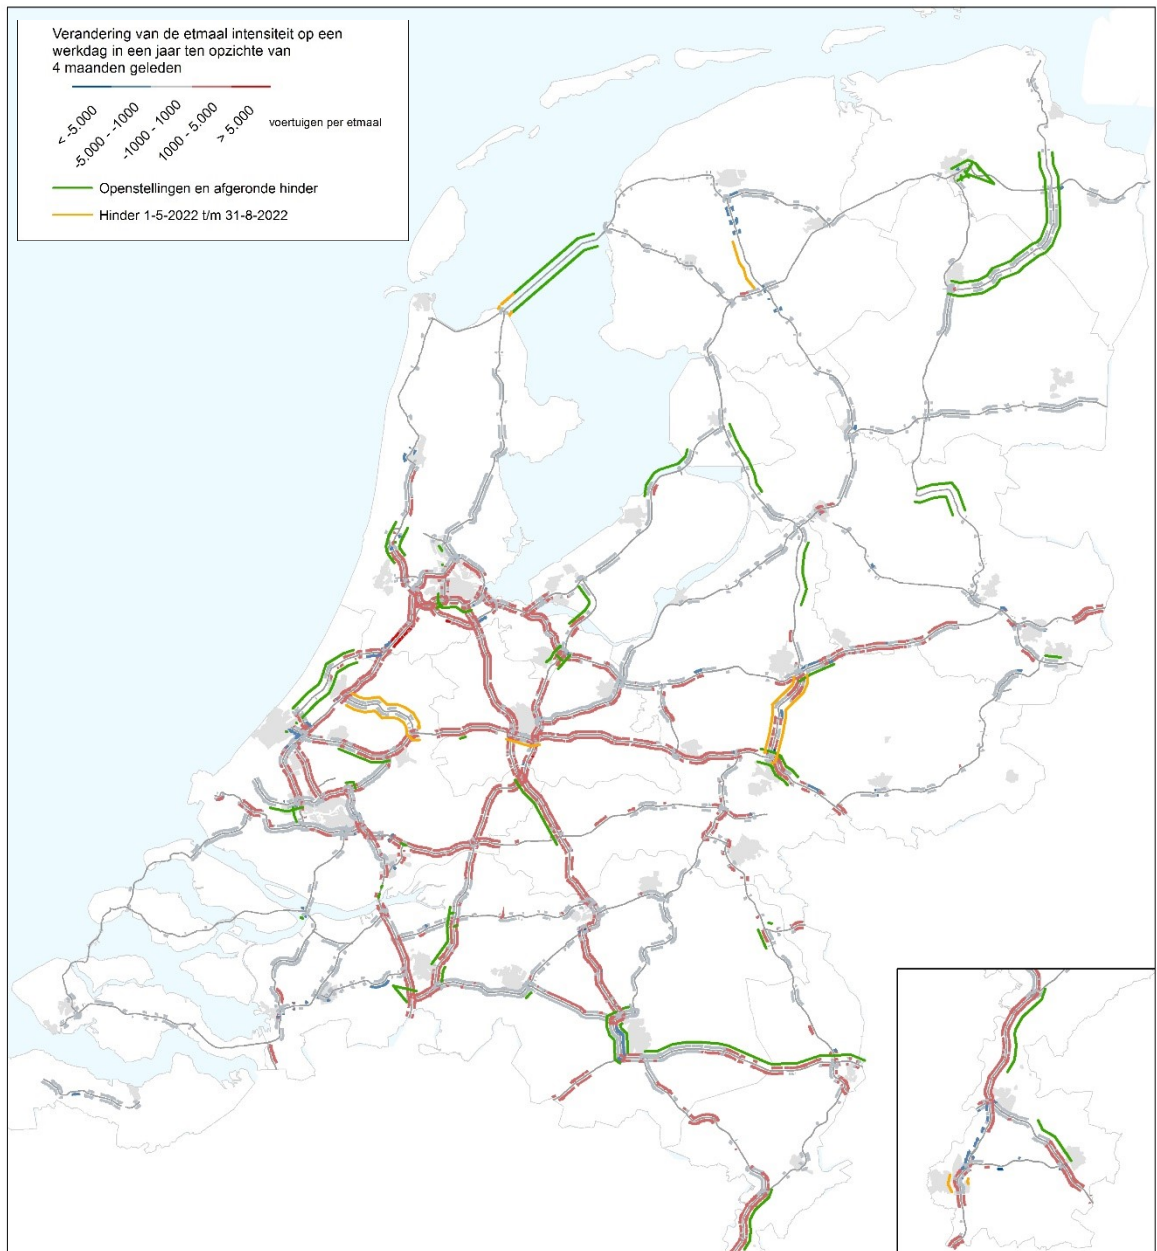 Verandering van de etmaal intensiteit op een
werkdag in een jaar ten opzichte van
4 maanden geleden
< -5.000
-5.000 - -1000
-1000 - 1000
1000 - 5.000
> 5.000
voertuigen per etmaal
Openstellingen en afgeronde hinder
Hinder 1-5-2022 t/m 31-8-2022